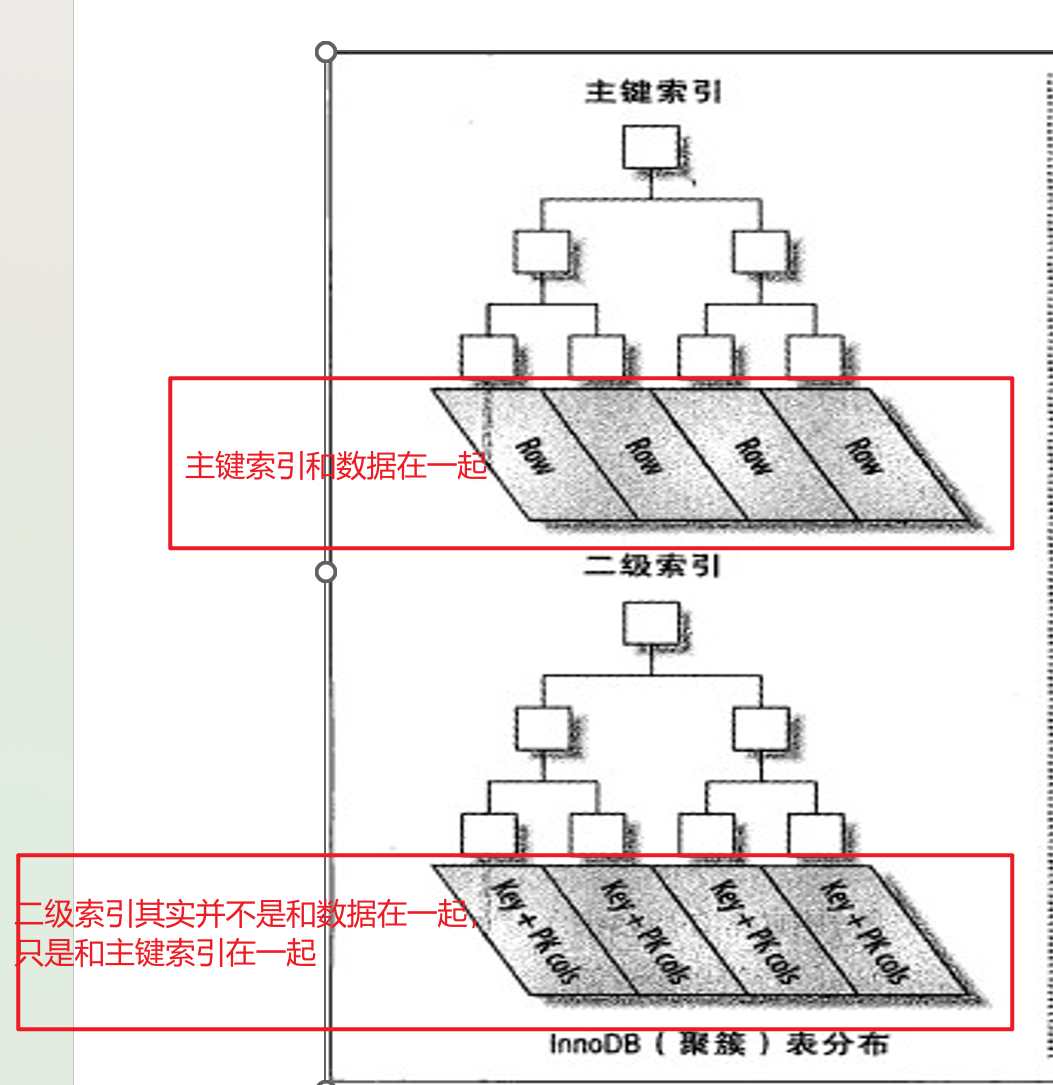 主键索引
Row
Row
Row
Row
主键索引和数据在一起
二级索引
Key + PK cols
Key + PK cols
Key + PK cols
Key + PK cols
二级索引其实并不是和数据在一起,
只是和主键索引在一起
InnoDB（聚簇）表分布